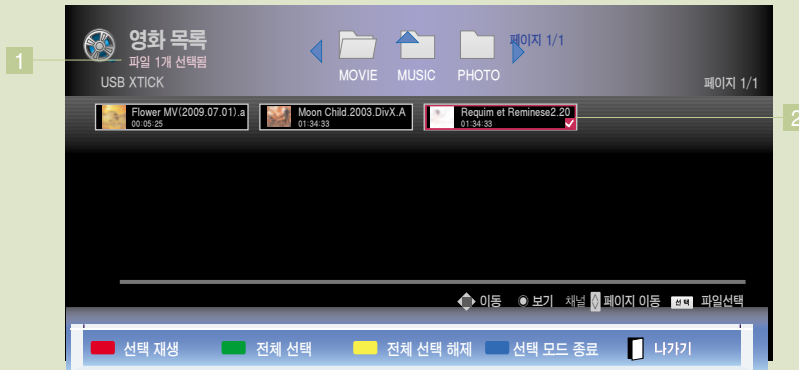 영화 목록
1
파일 1개 선택됨
USB XTICK
MOVIE MUSIC PHOTO
페이지 1/1
페이지 1/1
Flower MV(2009.07.01).a
00:05:25
Moon Child.2003.DivX.A
01:34:33
Requim et Reminese2.20
01:34:33
2
이동 보기 채널 페이지 이동 선택 파일선택
선택 재생 전체 선택 전체 선택 해제 선택 모드 종료 나가기